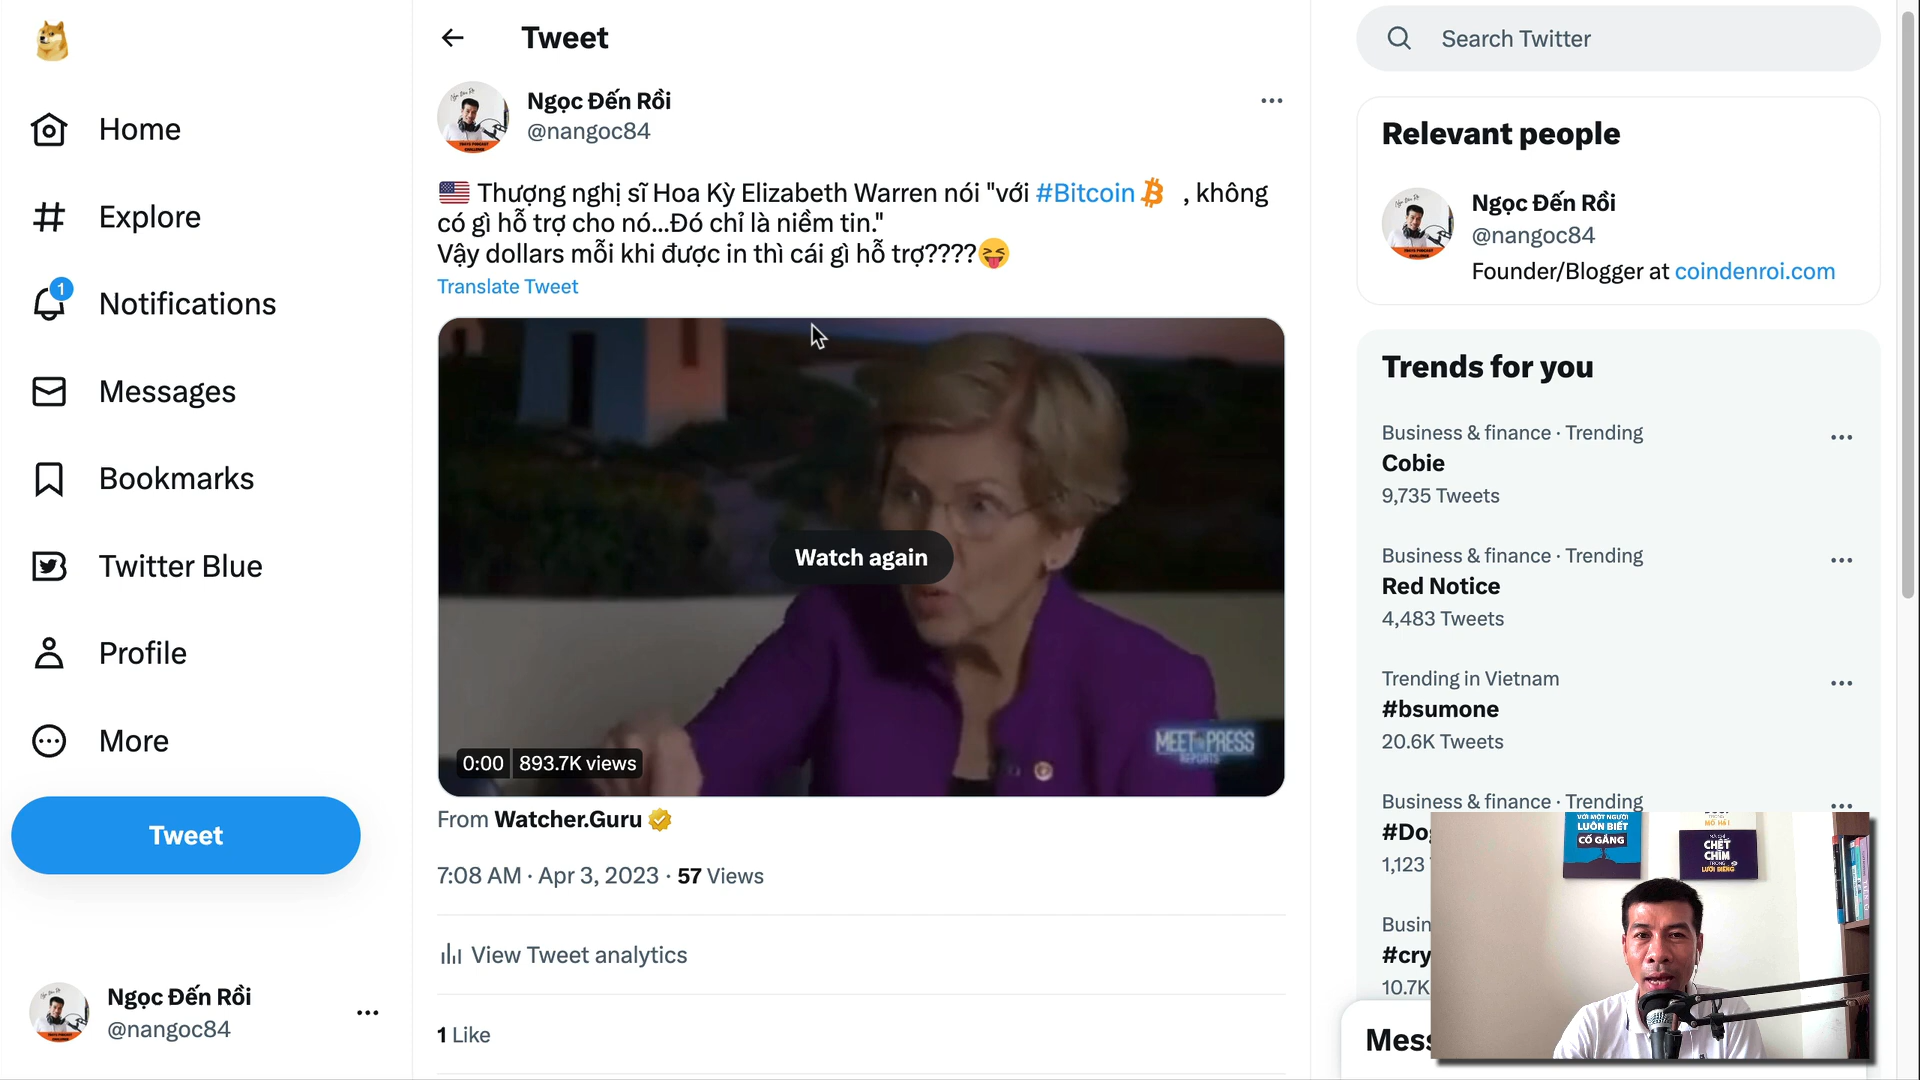 Home
Explore
1
Notifications
Messages
Bookmarks
Twitter Blue
Profile
More
Tweet
Ngọc Đến Rồi
@nangoc84
Tweet
Ngọc Đến Rồi
@nangoc84
Thượng nghị sĩ Hoa Kỳ Elizabeth Warren nói "với #Bitcoin , không
có gì hỗ trợ cho nó...Đó chỉ là niềm tin."
Vậy dollars mỗi khi được in thì cái gì hỗ trợ????
Translate Tweet
Watch again
MEET THE PRESS
REPORTS
0:00 893.7K views
From Watcher.Guru
7:08 AM · Apr 3, 2023 · 57 Views
View Tweet analytics
1 Like
Search Twitter
Relevant people
Ngọc Đến Rồi
@nangoc84
Founder/Blogger at coindenroi.com
Trends for you
Business & finance · Trending
Cobie
9,735 Tweets
Business & finance · Trending
Red Notice
4,483 Tweets
Trending in Vietnam
#bsumone
20.6K Tweets
Business & finance · Trending
#Do
1,123
Busin
#cry
10.7K
Mess
VỚI MỘT NGƯỜI
LUÔN BIẾT
CỐ GẮNG
MỒ HÔI
CHẾT
CHÌM
TRONG
LƯỜI BIẾNG